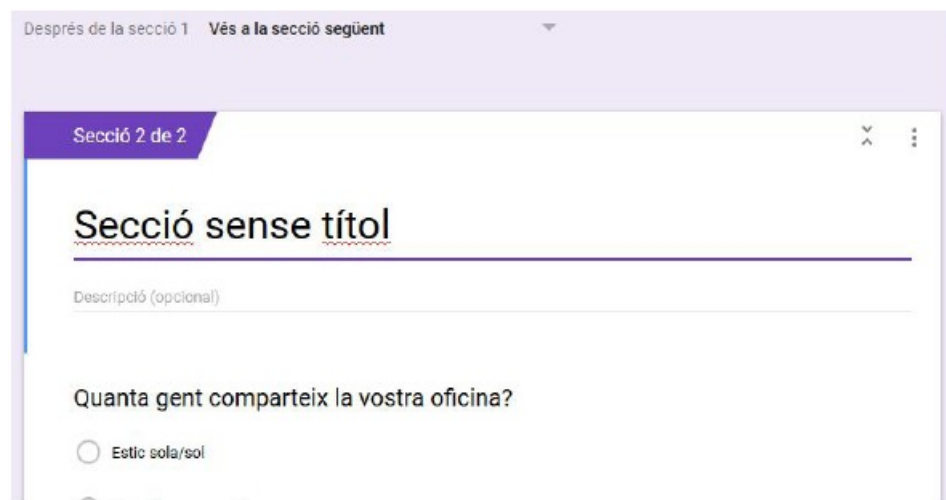 Després de la secció 1 Vés a la secció següent
Secció 2 de 2
Secció sense títol
Descripció (opcional)
Quanta gent comparteix la vostra oficina?
Estic sola/sol